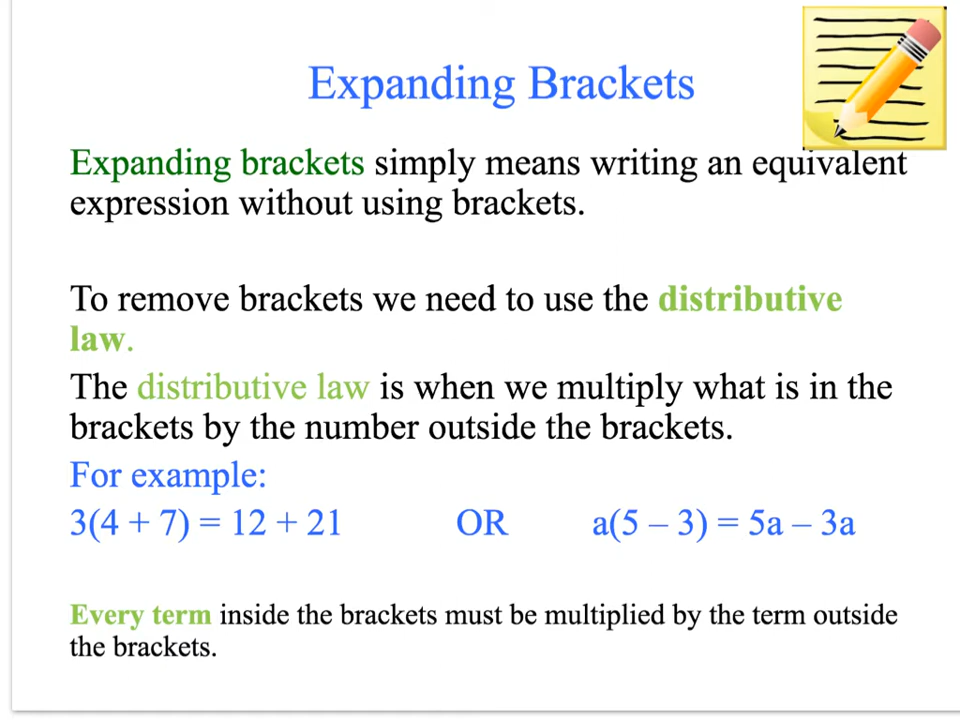 Expanding Brackets
Expanding brackets simply means writing an equivalent
expression without using brackets.
To remove brackets we need to use the distributive
law.
The distributive law is when we multiply what is in the
brackets by the number outside the brackets.
For example:
3(4 + 7) = 12 + 21 OR a(5 – 3) = 5a – 3a
Every term inside the brackets must be multiplied by the term outside
the brackets.